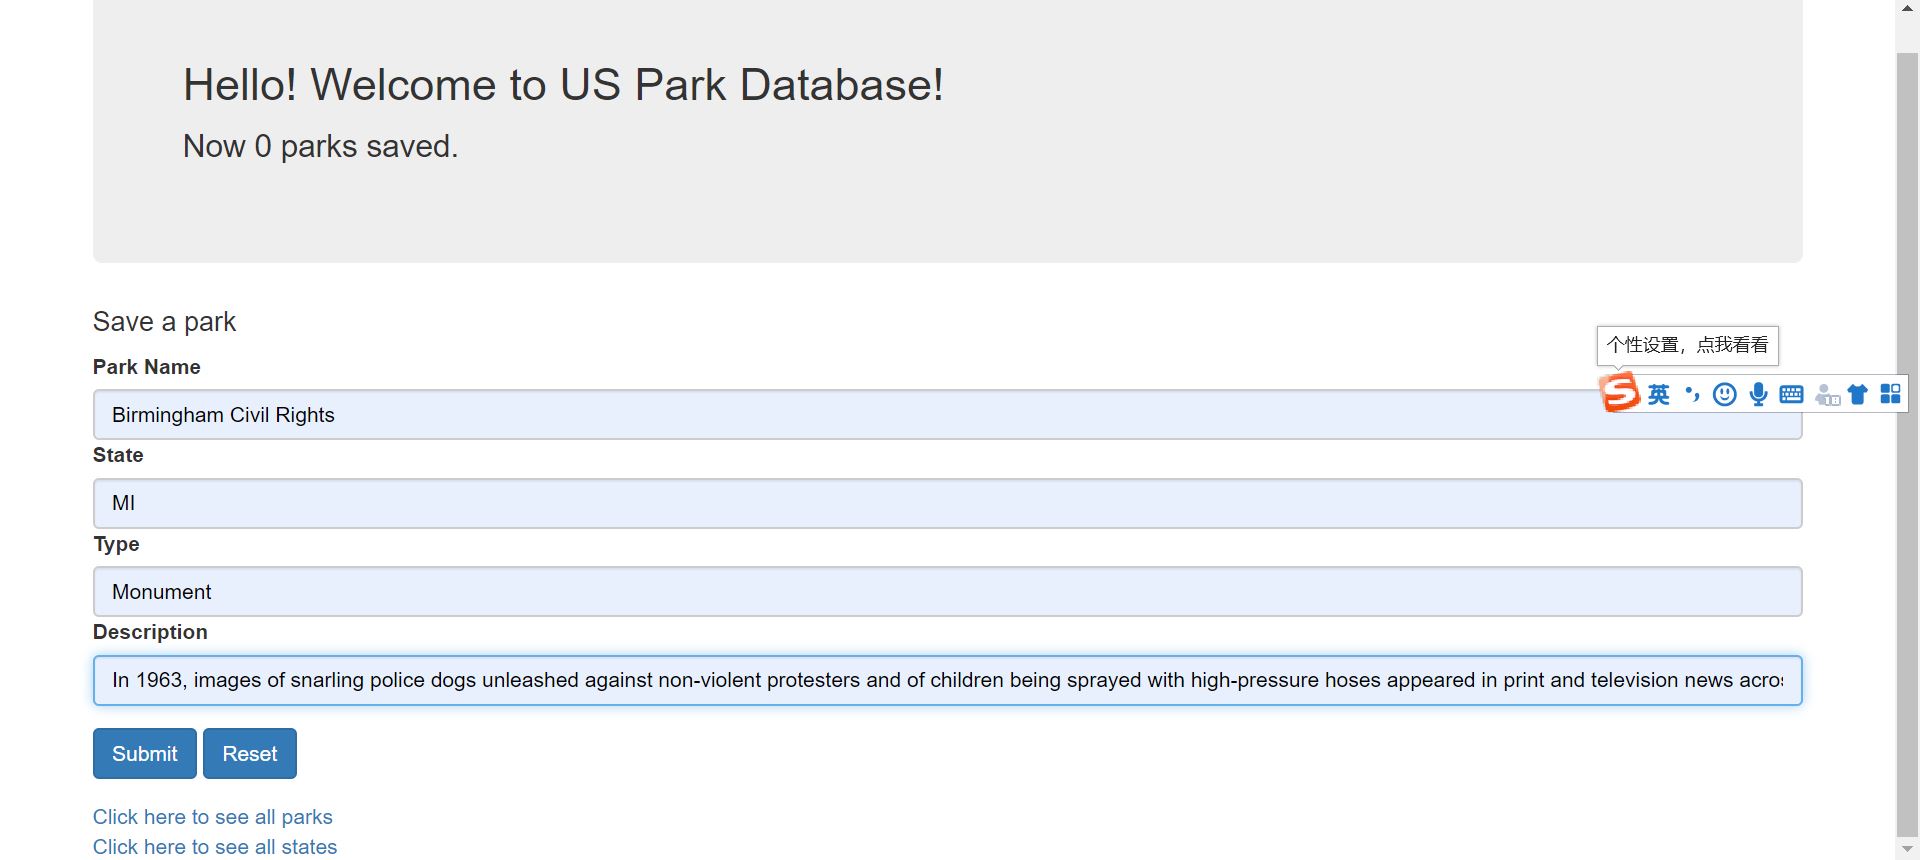 Hello! Welcome to US Park Database!
Now 0 parks saved.
Save a park
Park Name
个性设置，点我看看
英
Birmingham Civil Rights
State
MI
Type
Monument
Description
In 1963, images of snarling police dogs unleashed against non-violent protesters and of children being sprayed with high-pressure hoses appeared in print and television news
Submit Reset
Click here to see all parks
Click here to see all states